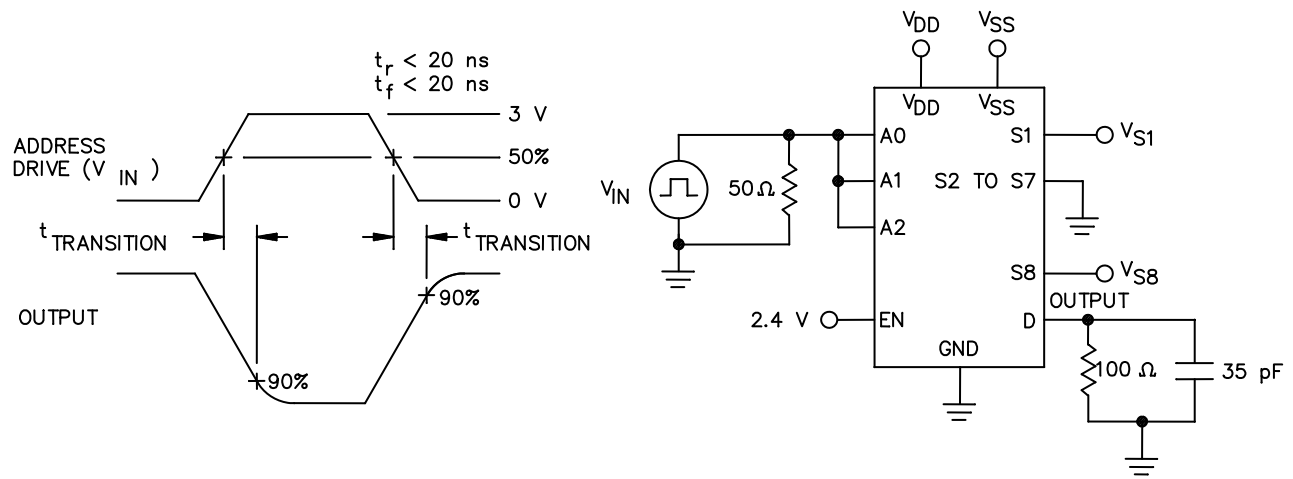 t_r < 20 ns
t_f < 20 ns
3 V
ADDRESS
DRIVE (V_IN )
50%
0 V
t_TRANSITION
t_TRANSITION
OUTPUT
90%
90%
V_DD
V_SS
V_DD
V_SS
A0
S1
V_S1
V_IN
50Ω
A1
S2 TO S7
A2
S8
V_S8
OUTPUT
2.4 V
EN
D
GND
100 Ω
35 pF